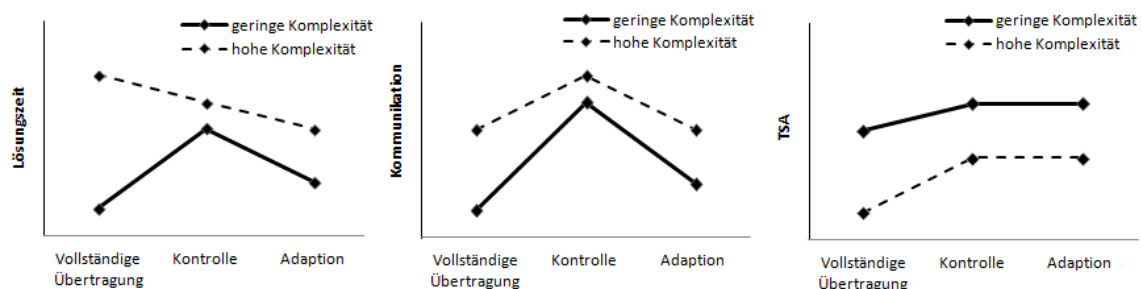 geringe Komplexität
hohe Komplexität
Lösungszeit
Vollständige
Übertragung
Kontrolle
Adaption
geringe Komplexität
hohe Komplexität
Kommunikation
Vollständige
Übertragung
Kontrolle
Adaption
geringe Komplexität
hohe Komplexität
TSA
Vollständige
Übertragung
Kontrolle
Adaption